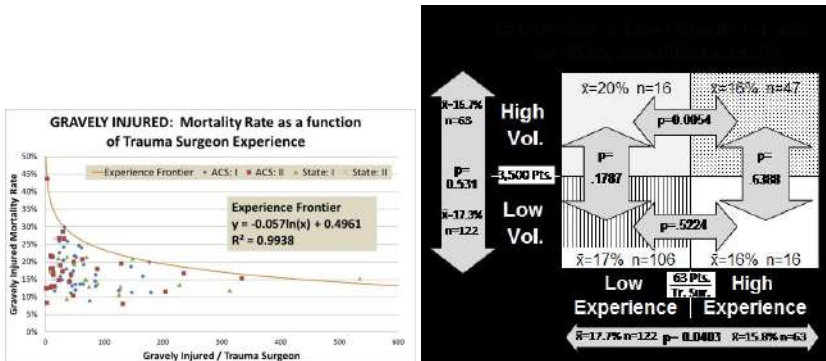 GRAVELY INJURED: Mortality Rate as a function
of Trauma Surgeon Experience
Experience Frontier
ACS: I
ACS: II
State: I
State: II
Experience Frontier
y = -0.057ln(x) + 0.4961
R² = 0.9938
Gravely Injured Mortality Rate
50%
45%
40%
35%
30%
25%
20%
15%
10%
5%
0%
0
100
200
300
400
500
600
Gravely Injured / Trauma Surgeon
x̄=20% n=16
x̄=16% n=47
x̄=16.7%
n=63
High
Vol.
p=0.0054
p=
0.531
3,500 Pts.
p=
.1787
p=
.6388
x̄=17.3%
n=122
Low
Vol.
p=.5224
x̄=17% n=106
x̄=16% n=16
Low
Experience
63 Pts.
Tr. Sur.
High
Experience
x̄=17.7% n=122 p= 0.0403 x̄=15.8% n=63